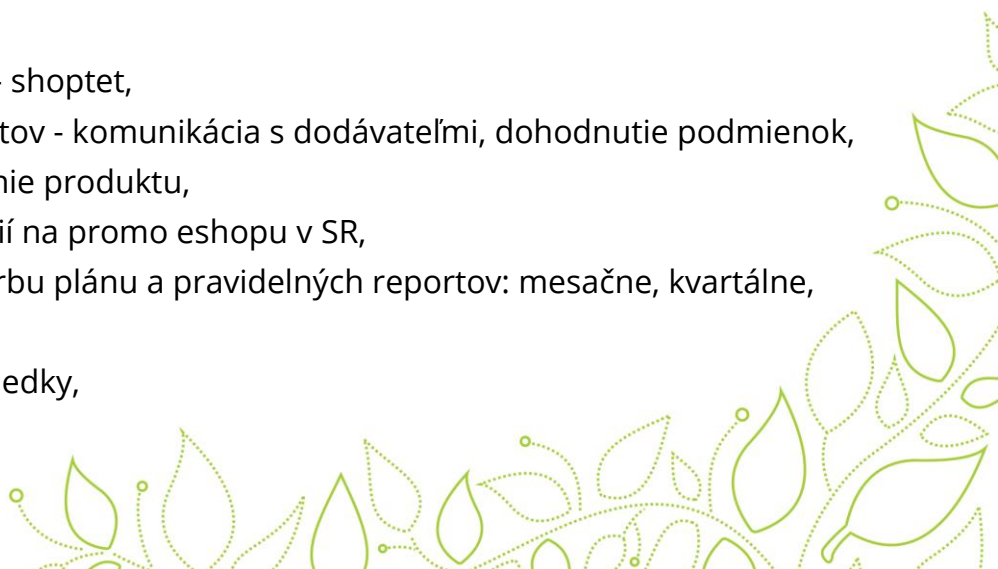 shoptet,
tov - komunikácia s dodávateľmi, dohodnutie podmienok,
nie produktu,
ií na promo eshopu v SR,
rbu plánu a pravidelných reportov: mesačne, kvartálne,
edky,